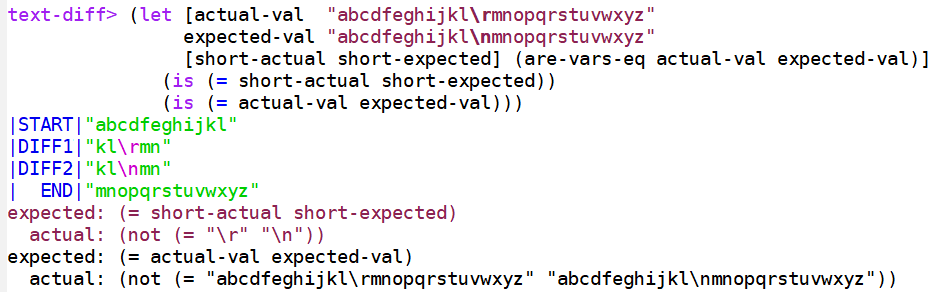 text-diff> (let [actual-val  "abcdfeghijkl\rmnopqrstuvwxyz"
                expected-val "abcdfeghijkl\nmnopqrstuvwxyz"
                [short-actual short-expected] (are-vars-eq actual-val expected-val)]
              (is (= short-actual short-expected))
              (is (= actual-val expected-val)))
|START|"abcdfeghijkl"
|DIFF1|"kl\rmn"
|DIFF2|"kl\nmn"
|  END|"mnopqrstuvwxyz"
expected: (= short-actual short-expected)
  actual: (not (= "\r" "\n"))
expected: (= actual-val expected-val)
  actual: (not (= "abcdfeghijkl\rmnopqrstuvwxyz" "abcdfeghijkl\nmnopqrstuvwxyz"))